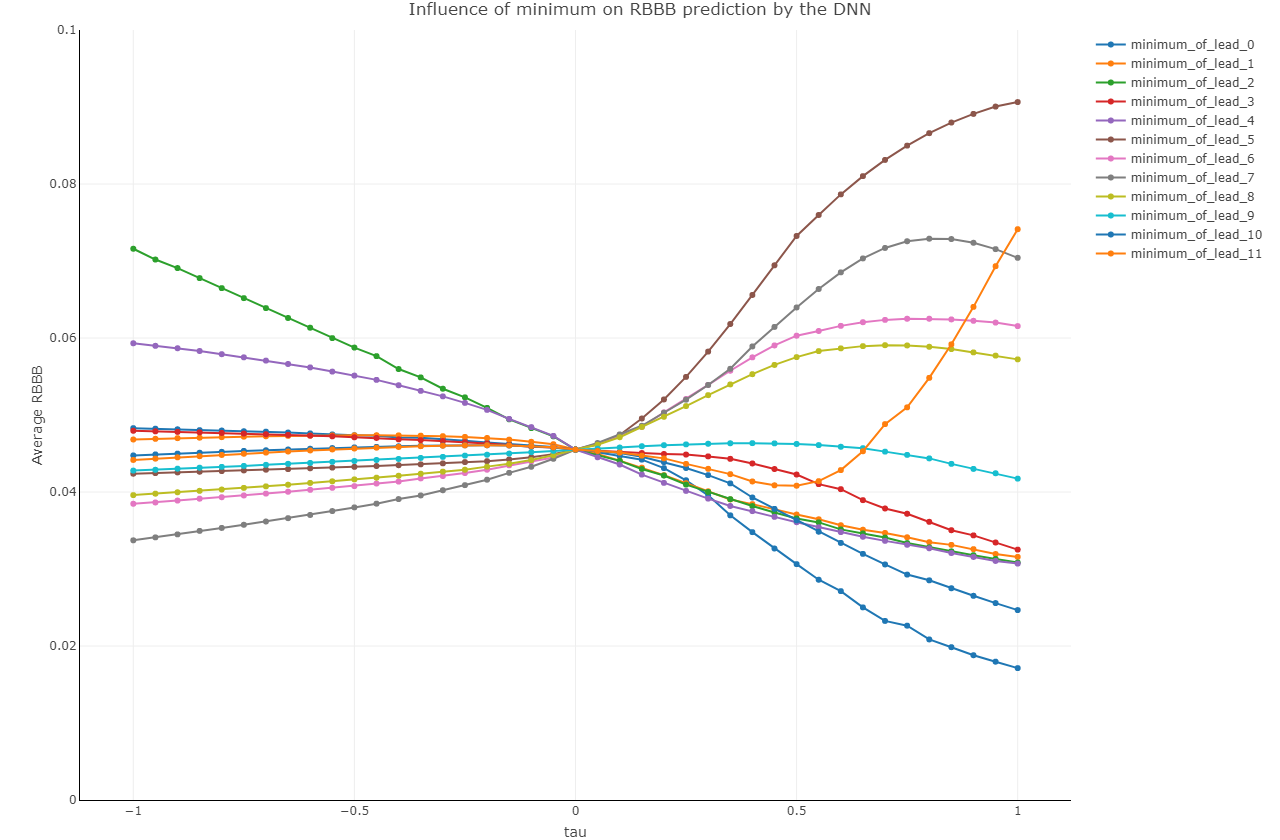 Influence of minimum on RBBB prediction by the DNN
0.1
0.08
0.06
0.04
0.02
0
Average RBBB
−1
−0.5
0
0.5
1
tau
minimum_of_lead_0
minimum_of_lead_1
minimum_of_lead_2
minimum_of_lead_3
minimum_of_lead_4
minimum_of_lead_5
minimum_of_lead_6
minimum_of_lead_7
minimum_of_lead_8
minimum_of_lead_9
minimum_of_lead_10
minimum_of_lead_11